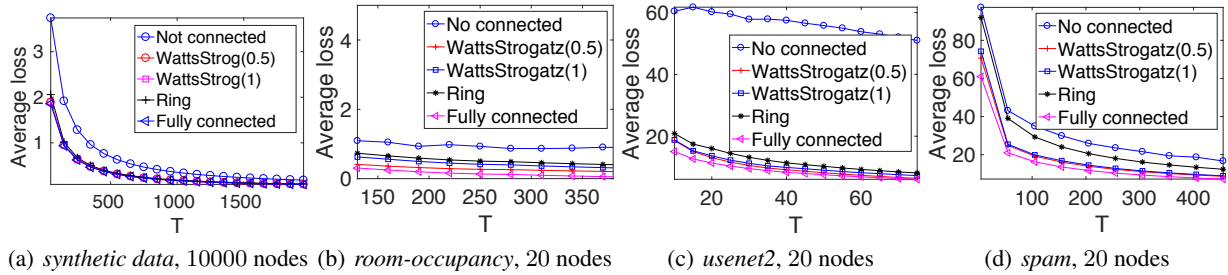 Average loss
3
2
1
500
1000
1500
T
Not connected
WattsStrog(0.5)
WattsStrog(1)
Ring
Fully connected
(a) synthetic data, 10000 nodes
Average loss
4
2
0
150
200
250
300
350
T
No connected
WattsStrogatz(0.5)
WattsStrogatz(1)
Ring
Fully connected
(b) room-occupancy, 20 nodes
Average loss
60
40
20
20
40
60
T
No connected
WattsStrogatz(0.5)
WattsStrogatz(1)
Ring
Fully connected
(c) usenet2, 20 nodes
Average loss
80
60
40
20
100
200
300
400
T
No connected
WattsStrogatz(0.5)
WattsStrogatz(1)
Ring
Fully connected
(d) spam, 20 nodes